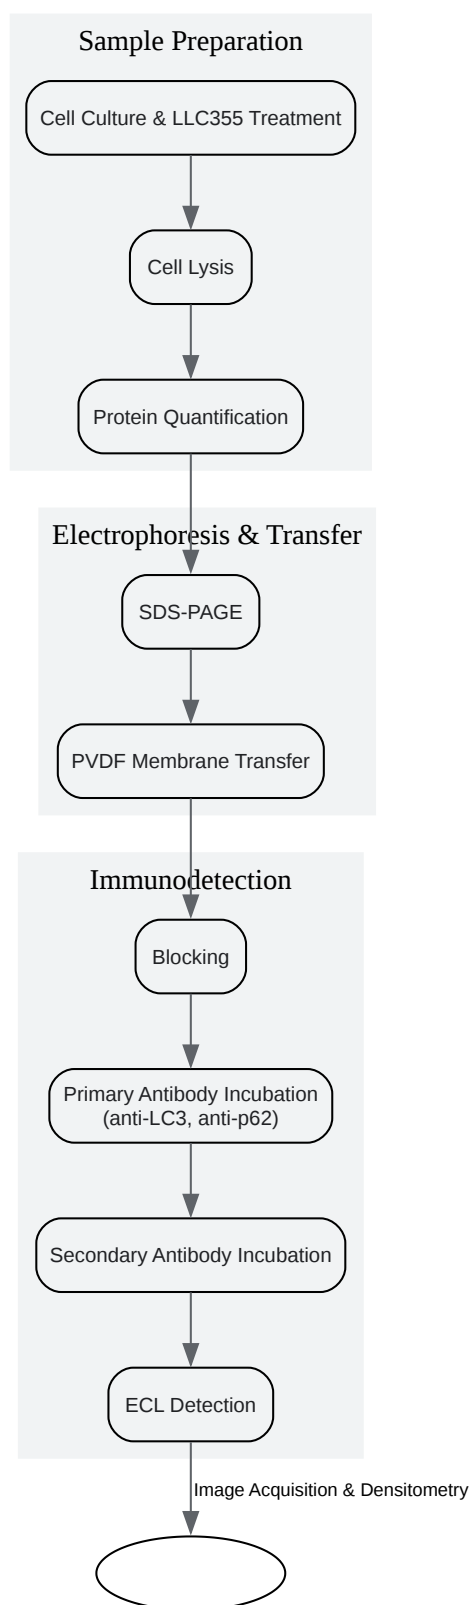 Sample Preparation
Cell Culture & LLC355 Treatment
Cell Lysis
Protein Quantification
Electrophoresis & Transfer
SDS-PAGE
PVDF Membrane Transfer
Immunodetection
Blocking
Primary Antibody Incubation
(anti-LC3, anti-p62)
Secondary Antibody Incubation
ECL Detection
Image Acquisition & Densitometry